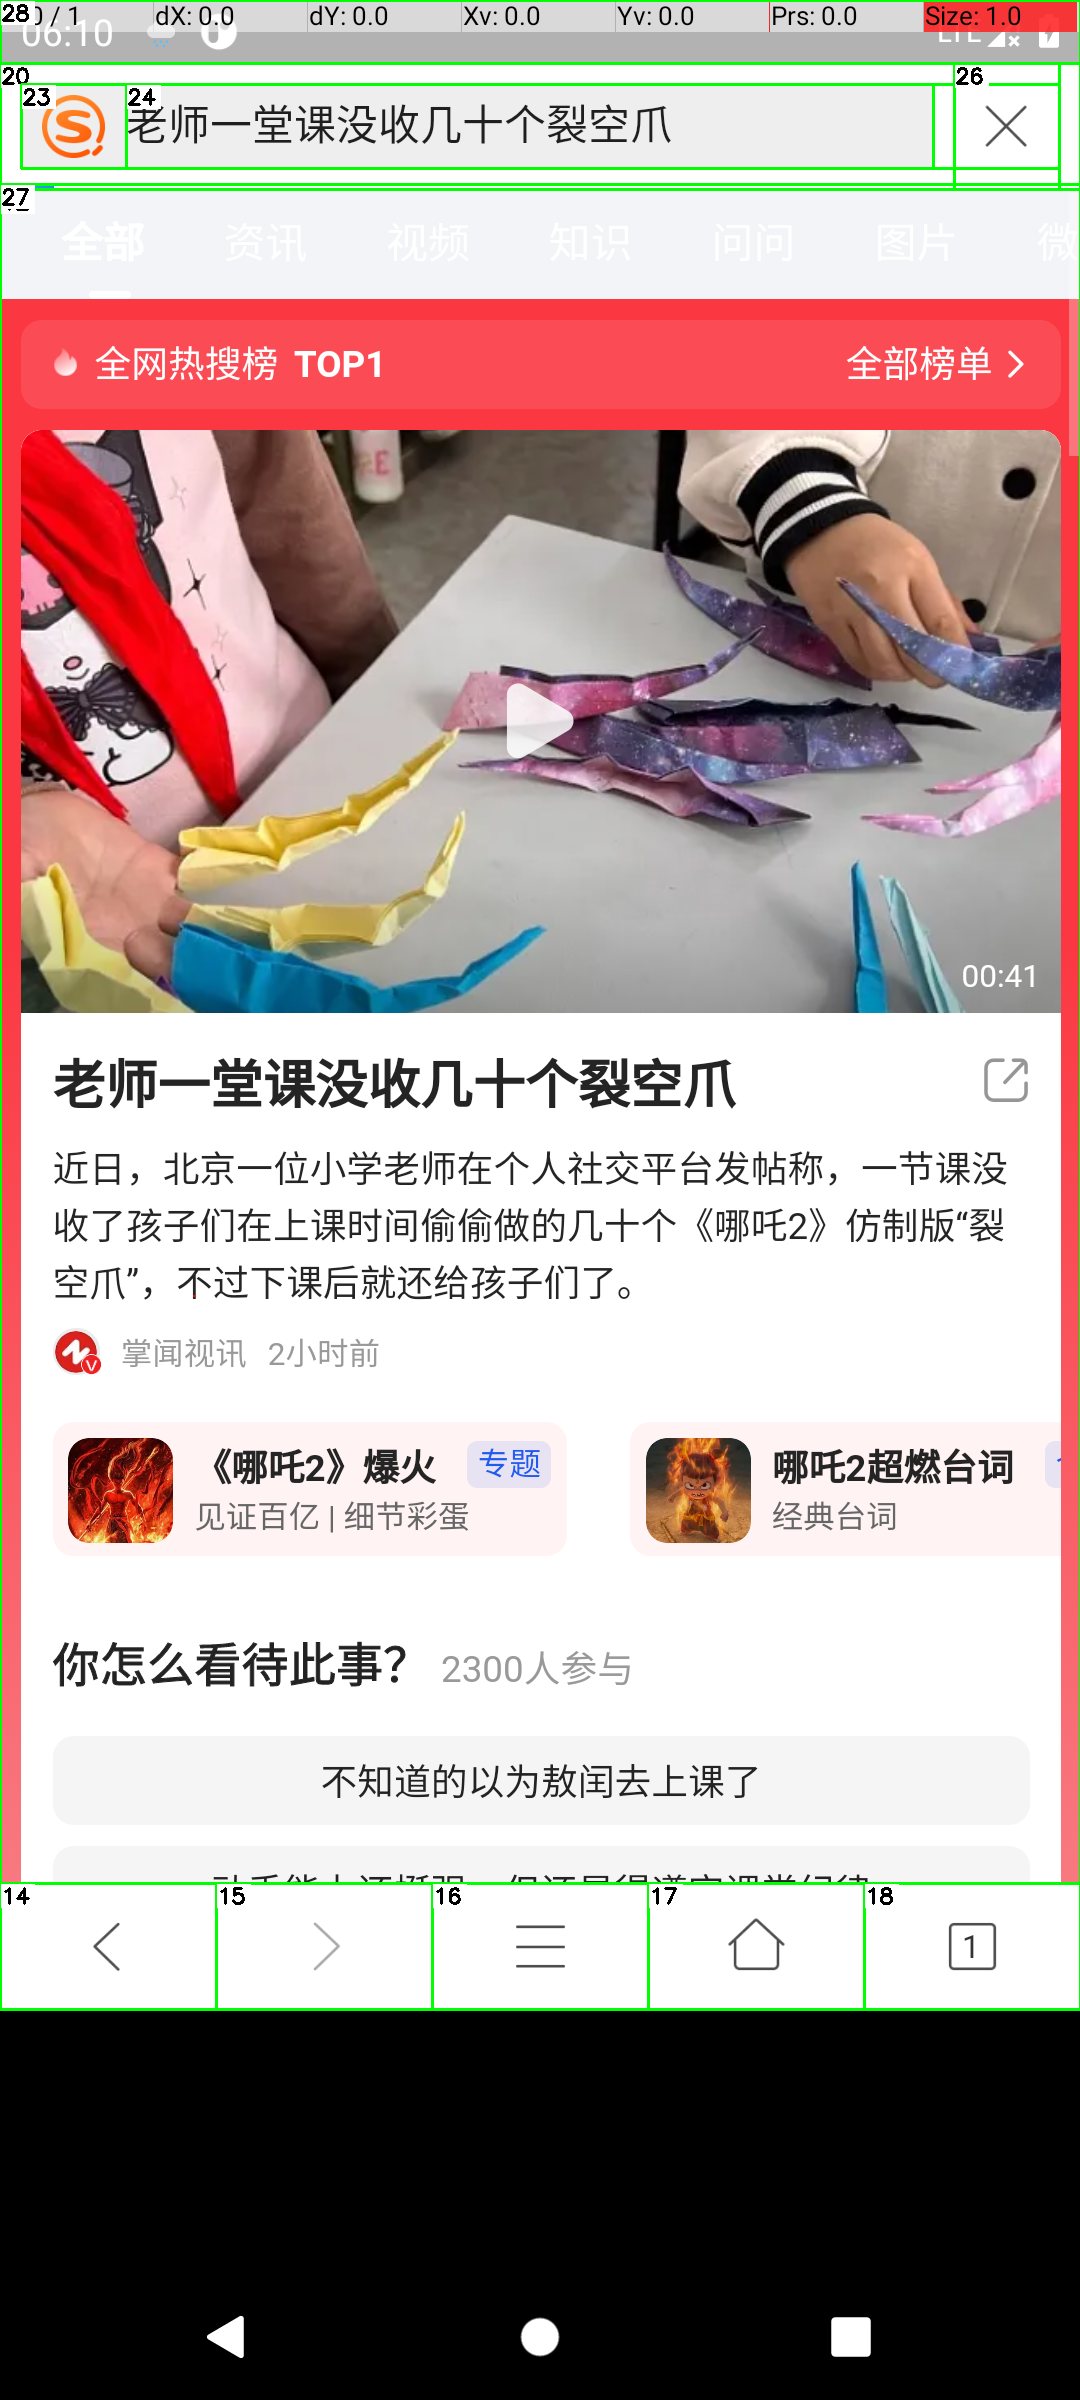 0 / 1 dX: 0.0 dY: 0.0 Xv: 0.0 Yv: 0.0 Prs: 0.0 Size: 1.0
28
06:10 LTE
20 26
23 24
老师一堂课没收几十个裂空爪
27
全部 资讯 视频 知识 问问 图片 微
全网热搜榜 TOP1 全部榜单
00:41
老师一堂课没收几十个裂空爪
近日，北京一位小学老师在个人社交平台发帖称，一节课没
收了孩子们在上课时间偷偷做的几十个《哪吒2》仿制版“裂
空爪”，不过下课后就还给孩子们了。
掌闻视讯 2小时前
《哪吒2》爆火 专题 哪吒2超燃台词
见证百亿 | 细节彩蛋 经典台词
你怎么看待此事？ 2300人参与
不知道的以为敖闰去上课了
14 15 16 17 18
1